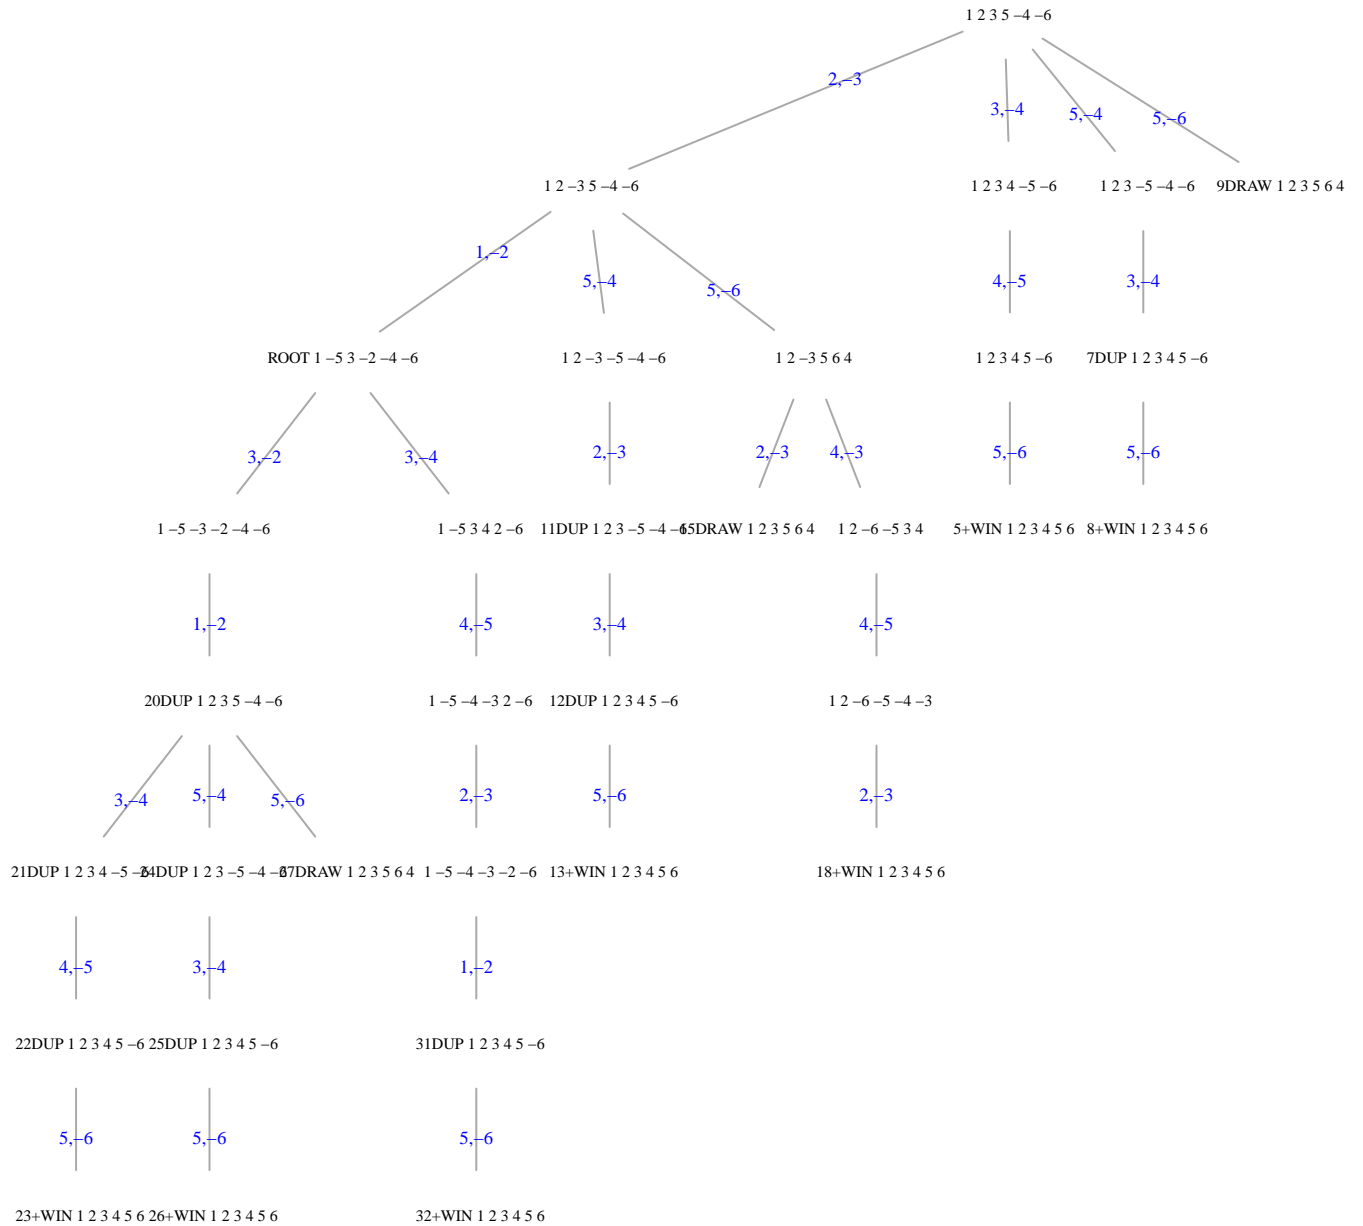 1 2 3 5 −4 −6
2,−3
3,−4
5,−4
5,−6
1 2 −3 5 −4 −6
1 2 3 4 −5 −6
1 2 3 −5 −4 −6
9DRAW 1 2 3 5 6 4
1,−2
5,−4
5,−6
4,−5
3,−4
ROOT 1 −5 3 −2 −4 −6
1 2 −3 −5 −4 −6
1 2 −3 5 6 4
1 2 3 4 5 −6
7DUP 1 2 3 4 5 −6
3,−2
3,−4
2,−3
2,−3
4,−3
5,−6
5,−6
1 −5 −3 −2 −4 −6
1 −5 3 4 2 −6
11DUP 1 2 3 −5 −4 −6
15DRAW 1 2 3 5 6 4
1 2 −6 −5 3 4
5+WIN 1 2 3 4 5 6
8+WIN 1 2 3 4 5 6
1,−2
4,−5
3,−4
4,−5
20DUP 1 2 3 5 −4 −6
1 −5 −4 −3 2 −6
12DUP 1 2 3 4 5 −6
1 2 −6 −5 −4 −3
3,−4
5,−4
5,−6
2,−3
5,−6
2,−3
21DUP 1 2 3 4 −5 −6
24DUP 1 2 3 −5 −4 −6
27DRAW 1 2 3 5 6 4
1 −5 −4 −3 −2 −6
13+WIN 1 2 3 4 5 6
18+WIN 1 2 3 4 5 6
4,−5
3,−4
1,−2
22DUP 1 2 3 4 5 −6
25DUP 1 2 3 4 5 −6
31DUP 1 2 3 4 5 −6
5,−6
5,−6
5,−6
23+WIN 1 2 3 4 5 6
26+WIN 1 2 3 4 5 6
32+WIN 1 2 3 4 5 6